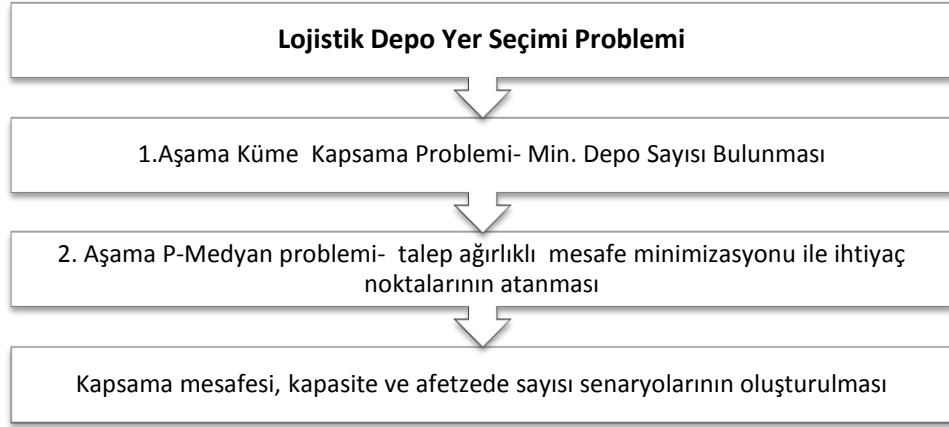 Lojistik Depo Yer Seçimi Problemi
1.Aşama Küme Kapsama Problemi- Min. Depo Sayısı Bulunması
2. Aşama P-Medyan problemi- talep ağırlıklı mesafe minimizasyonu ile ihtiyaç
noktalarının atanması
Kapsama mesafesi, kapasite ve afetzede sayısı senaryolarının oluşturulması